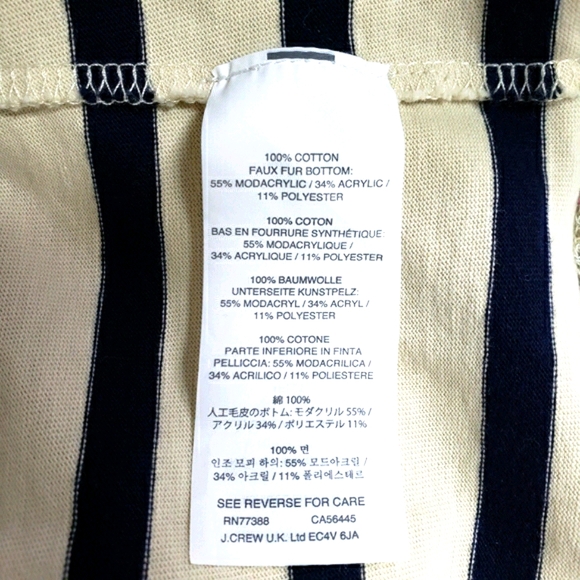 100% COTTON
FAUX FUR BOTTOM:
55% MODACRYLIC / 34% ACRYLIC /
11% POLYESTER
100% COTON
BAS EN FOURRURE SYNTHÉTIQUE:
55% MODACRYLIQUE /
34% ACRYLIQUE / 11% POLYESTER
100% BAUMWOLLE
UNTERSEITE KUNSTPELZ:
55% MODACRYL / 34% ACRYL /
11% POLYESTER
100% COTONE
PARTE INFERIORE IN FINTA
PELLICCIA: 55% MODACRILICA /
34% ACRILICO / 11% POLIESTERE
綿 100%
人工毛皮のボトム: モダクリル 55% /
アクリル 34% / ポリエステル 11%
100% 면
인조 모피 하의: 55% 모드아크릴 /
34% 아크릴 / 11% 폴리에스테르
SEE REVERSE FOR CARE
RN77388 CA56445
J.CREW U.K. Ltd EC4V 6JA